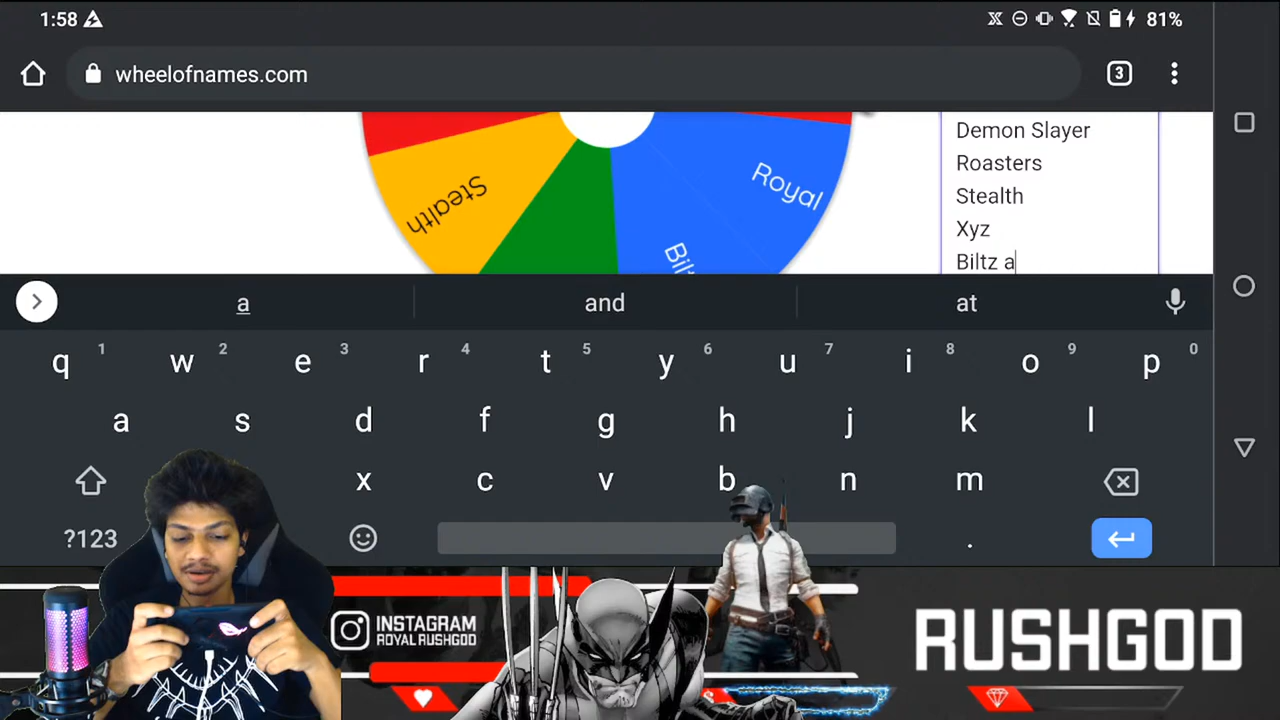 1:58
81%
wheelofnames.com
3
Stealth
Royal
Demon Slayer
Roasters
Stealth
Xyz
Biltz a
a
and
at
q 1 w 2 e 3 r 4 t 5 y 6 u 7 i 8 o 9 p 0
a s d f g h j k l
x c v b n m
?123
.
INSTAGRAM
ROYAL RUSHGOD
RUSHGOD